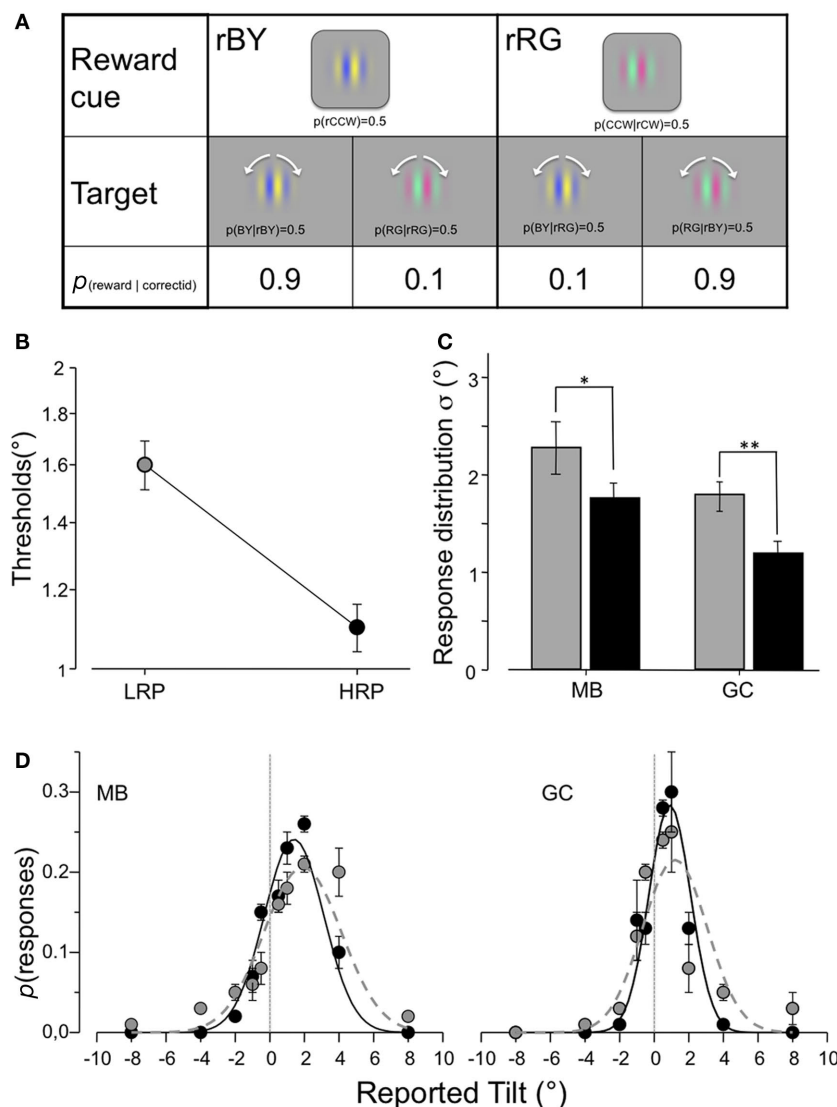 A
Reward cue
rBY
rRG
p(rCCW)=0.5
p(CCW|rCW)=0.5
Target
p(BY|rBY)=0.5
p(RG|rRG)=0.5
p(BY|rRG)=0.5
p(RG|rBY)=0.5
p(reward | correctid)
0.9
0.1
0.1
0.9
B
Thresholds(°)
2
1.8
1.6
1.4
1.2
1
LRP
HRP
C
Response distribution σ (°)
3
2
1
0
*
**
MB
GC
D
MB
GC
p(responses)
0.3
0.2
0.1
0,0
-10 -8 -6 -4 -2 0 2 4 6 8 10
-10 -8 -6 -4 -2 0 2 4 6 8 10
Reported Tilt (°)